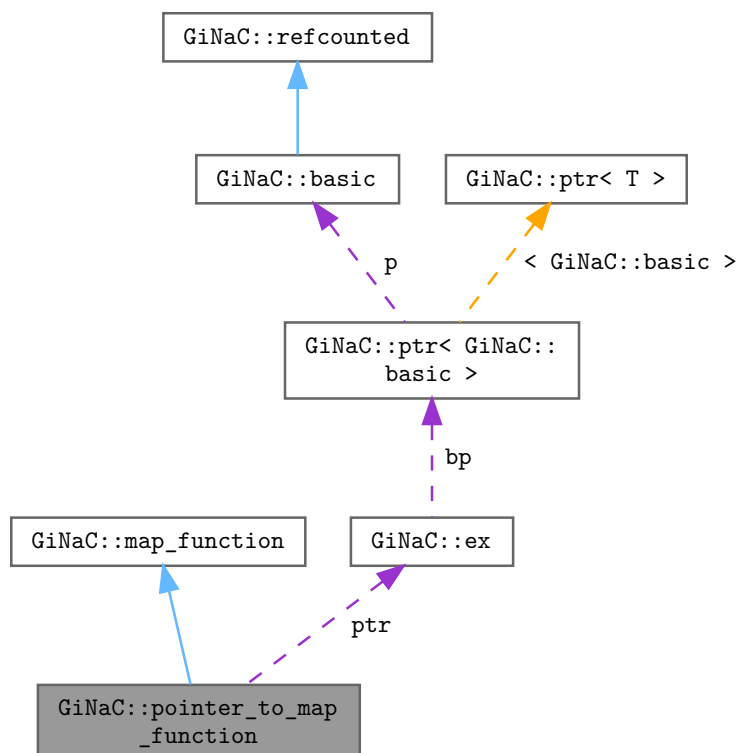 GiNaC::refcounted
GiNaC::basic
GiNaC::ptr< T >
p
< GiNaC::basic >
GiNaC::ptr< GiNaC::
basic >
bp
GiNaC::map_function
GiNaC::ex
ptr
GiNaC::pointer_to_map
_function